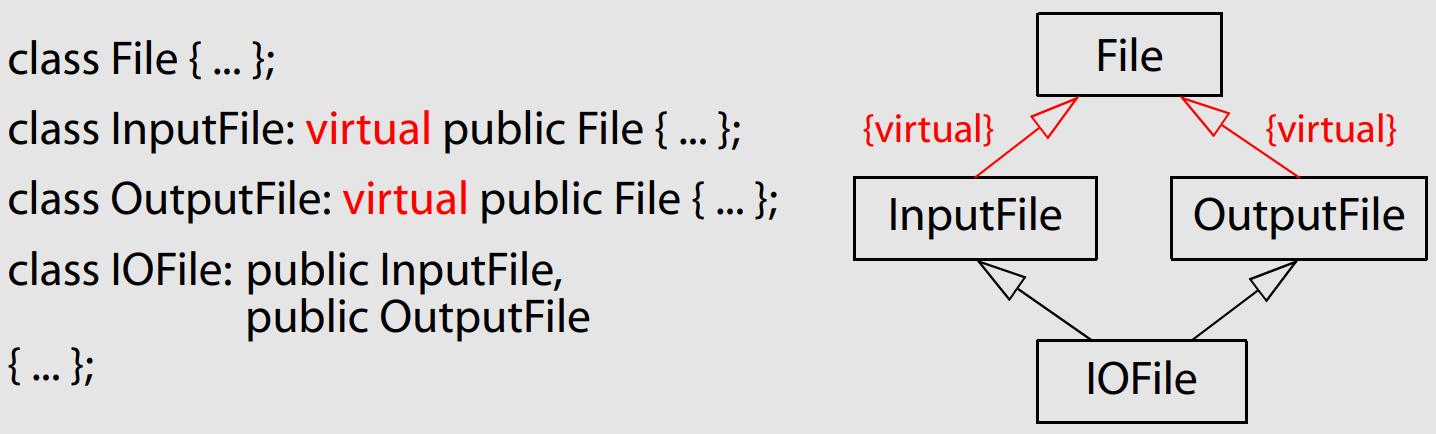 class File { ... };
class InputFile: virtual public File { ... };
class OutputFile: virtual public File { ... };
class IOFile: public InputFile,
public OutputFile
{ ... };
File
{virtual}
{virtual}
InputFile
OutputFile
IOFile